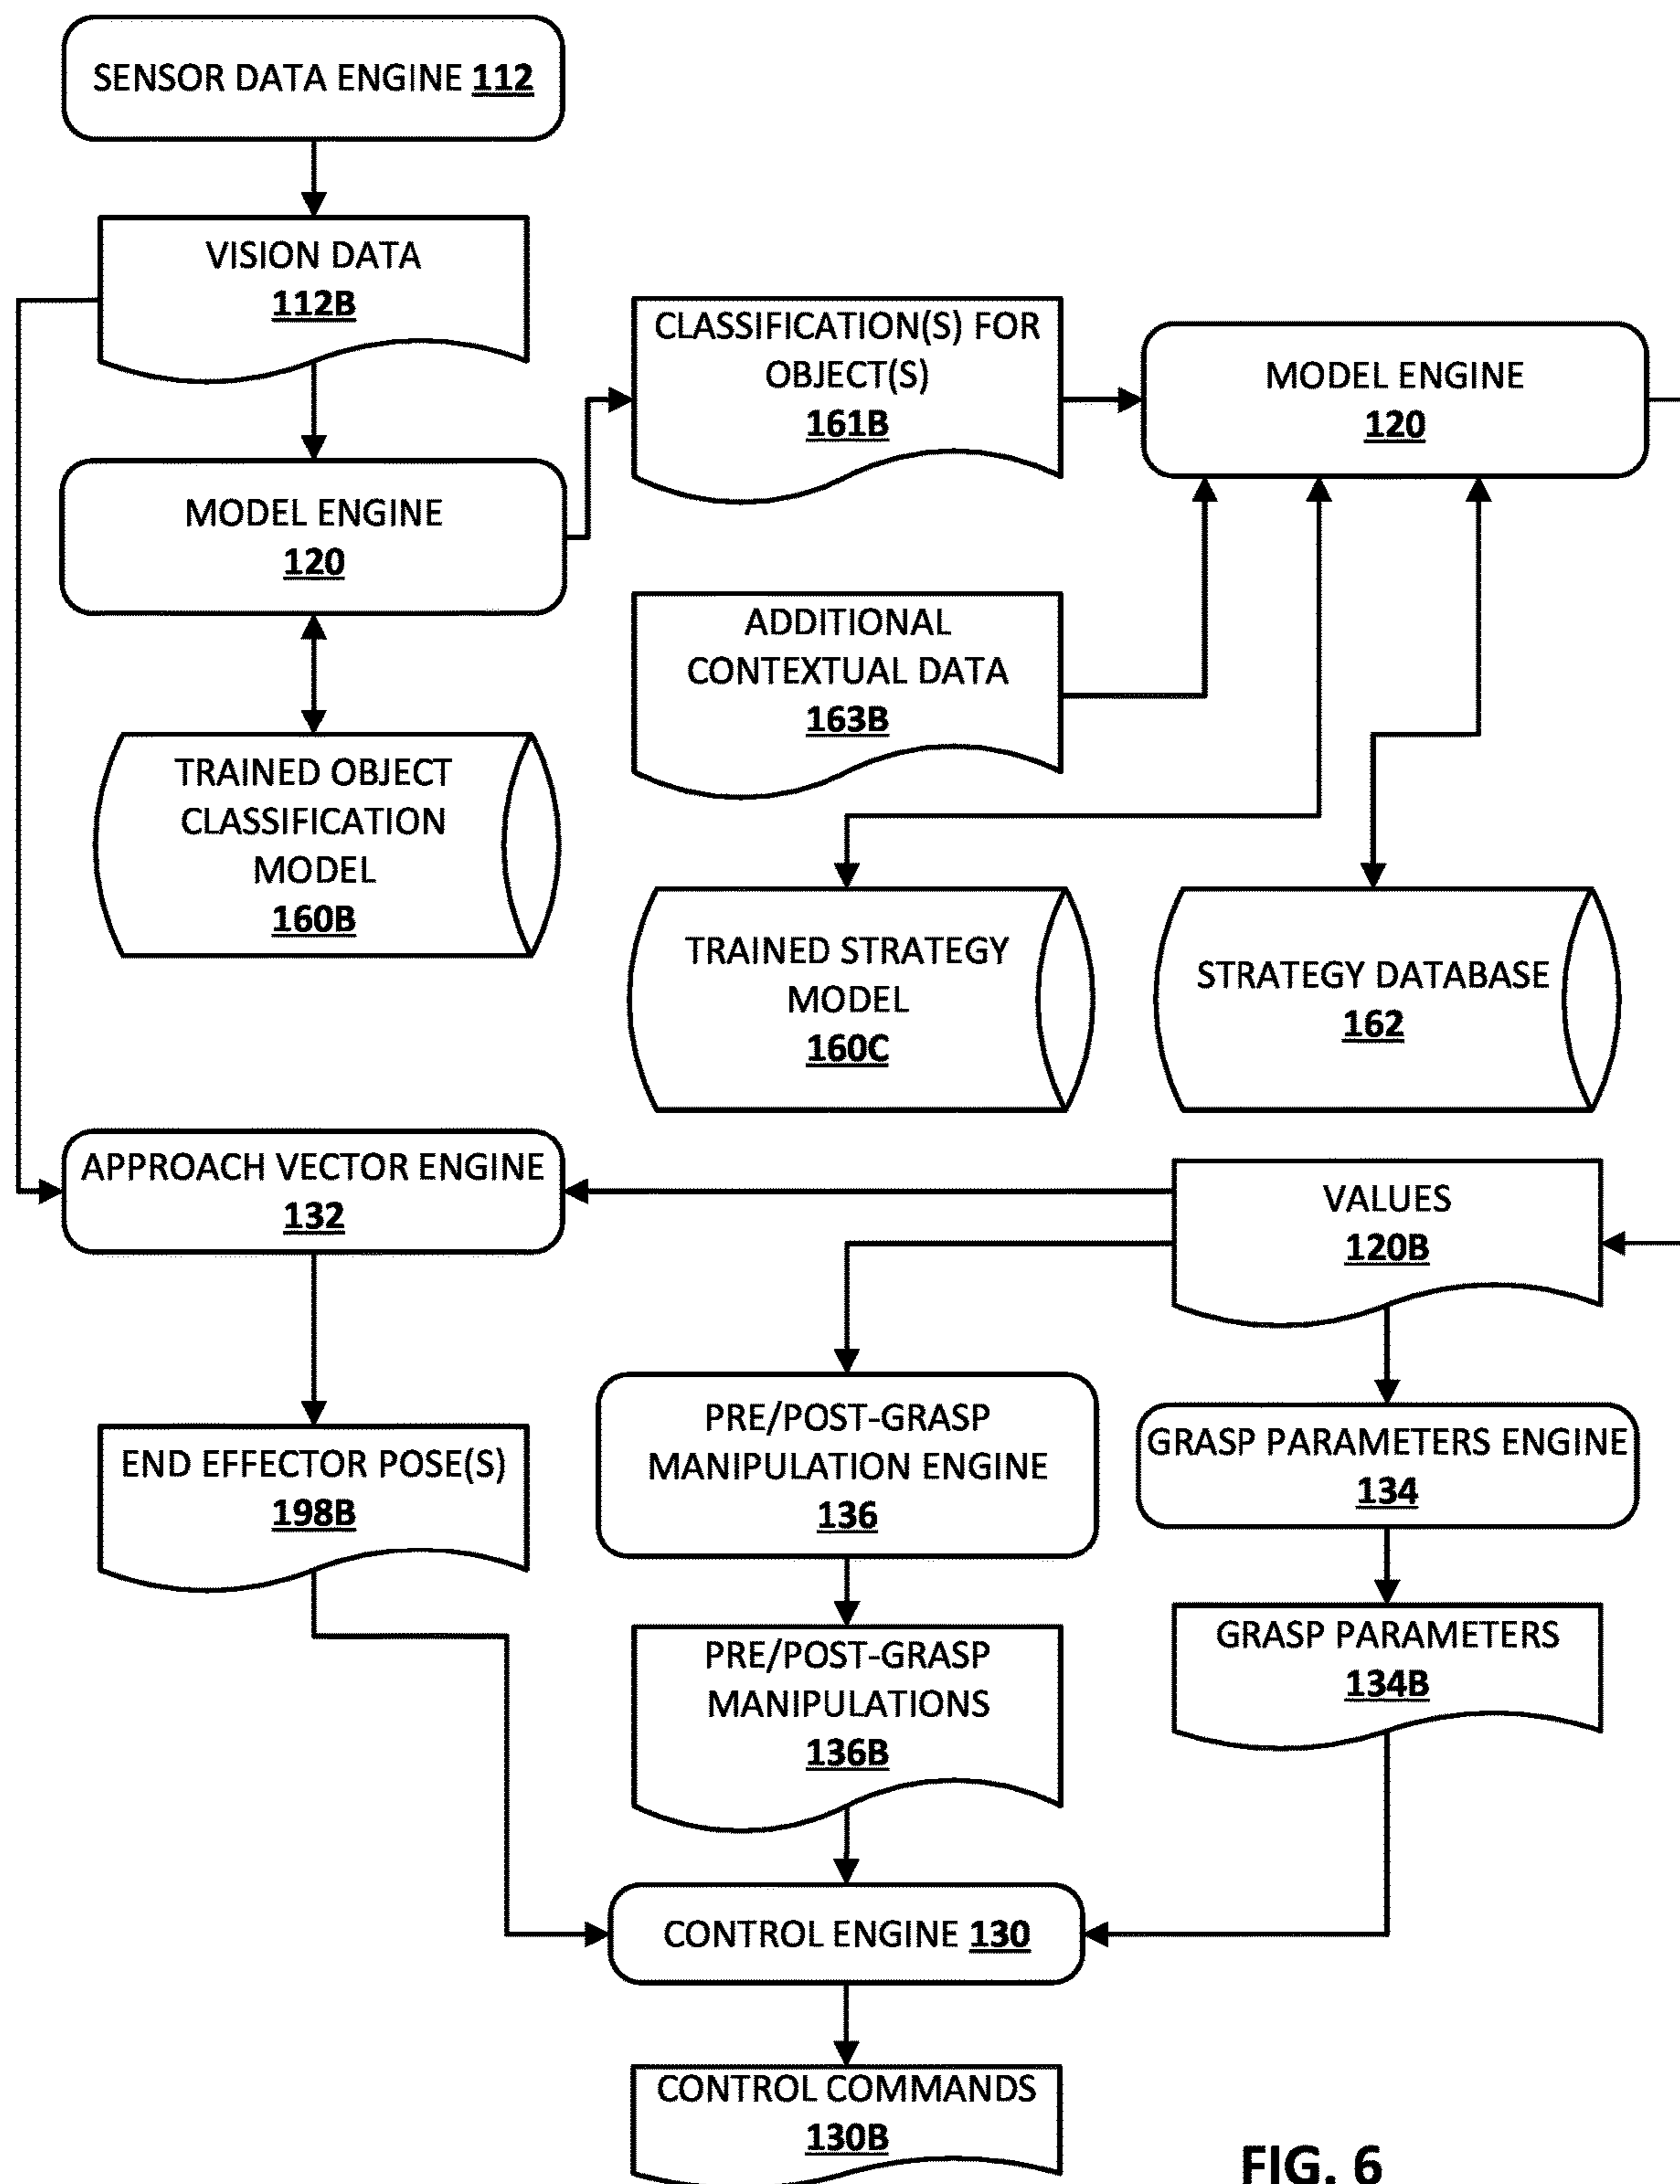 SENSOR DATA ENGINE 112
VISION DATA
112B
CLASSIFICATION(S) FOR
OBJECT(S)
161B
MODEL ENGINE
120
MODEL ENGINE
120
ADDITIONAL
CONTEXTUAL DATA
163B
TRAINED OBJECT
CLASSIFICATION
MODEL
160B
TRAINED STRATEGY
MODEL
160C
STRATEGY DATABASE
162
APPROACH VECTOR ENGINE
132
VALUES
120B
END EFFECTOR POSE(S)
198B
PRE/POST-GRASP
MANIPULATION ENGINE
136
GRASP PARAMETERS ENGINE
134
PRE/POST-GRASP
MANIPULATIONS
136B
GRASP PARAMETERS
134B
CONTROL ENGINE 130
CONTROL COMMANDS
130B
FIG. 6